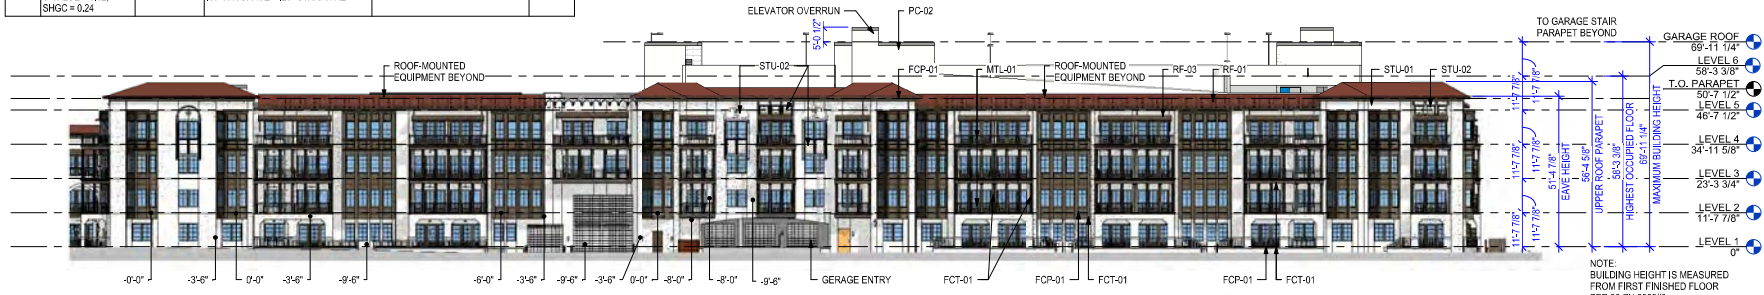 SHGC = 0.24
ELEVATOR OVERRUN
PC-02
5'-0 1/2"
TO GARAGE STAIR
PARAPET BEYOND
GARAGE ROOF
69'-11 1/4"
LEVEL 6
58'-3 3/8"
T.O. PARAPET
50'-7 1/2"
LEVEL 5
46'-7 1/2"
LEVEL 4
34'-11 5/8"
LEVEL 3
23'-3 3/4"
LEVEL 2
11'-7 7/8"
LEVEL 1
0"
ROOF-MOUNTED
EQUIPMENT BEYOND
STU-02
FCP-01
MTL-01
ROOF-MOUNTED
EQUIPMENT BEYOND
RF-03
RF-01
STU-01
STU-02
11'-7 7/8"
11'-7 7/8"
11'-7 7/8"
11'-7 7/8"
11'-7 7/8"
11'-7 7/8"
51'-4 7/8"
EAVE HEIGHT
56'-4 5/8"
UPPER ROOF PARAPET
58'-3 3/8"
HIGHEST OCCUPIED FLOOR
69'-11 1/4"
MAXIMUM BUILDING HEIGHT
-0'-0"
-3'-6"
0'-0"
-3'-6"
-9'-6"
-6'-0"
-3'-6"
-9'-6"
-3'-6"
0'-0"
-8'-0"
-8'-0"
-9'-6"
GERAGE ENTRY
FCT-01
FCP-01
FCT-01
FCP-01
FCT-01
NOTE:
BUILDING HEIGHT IS MEASURED
FROM FIRST FINISHED FLOOR